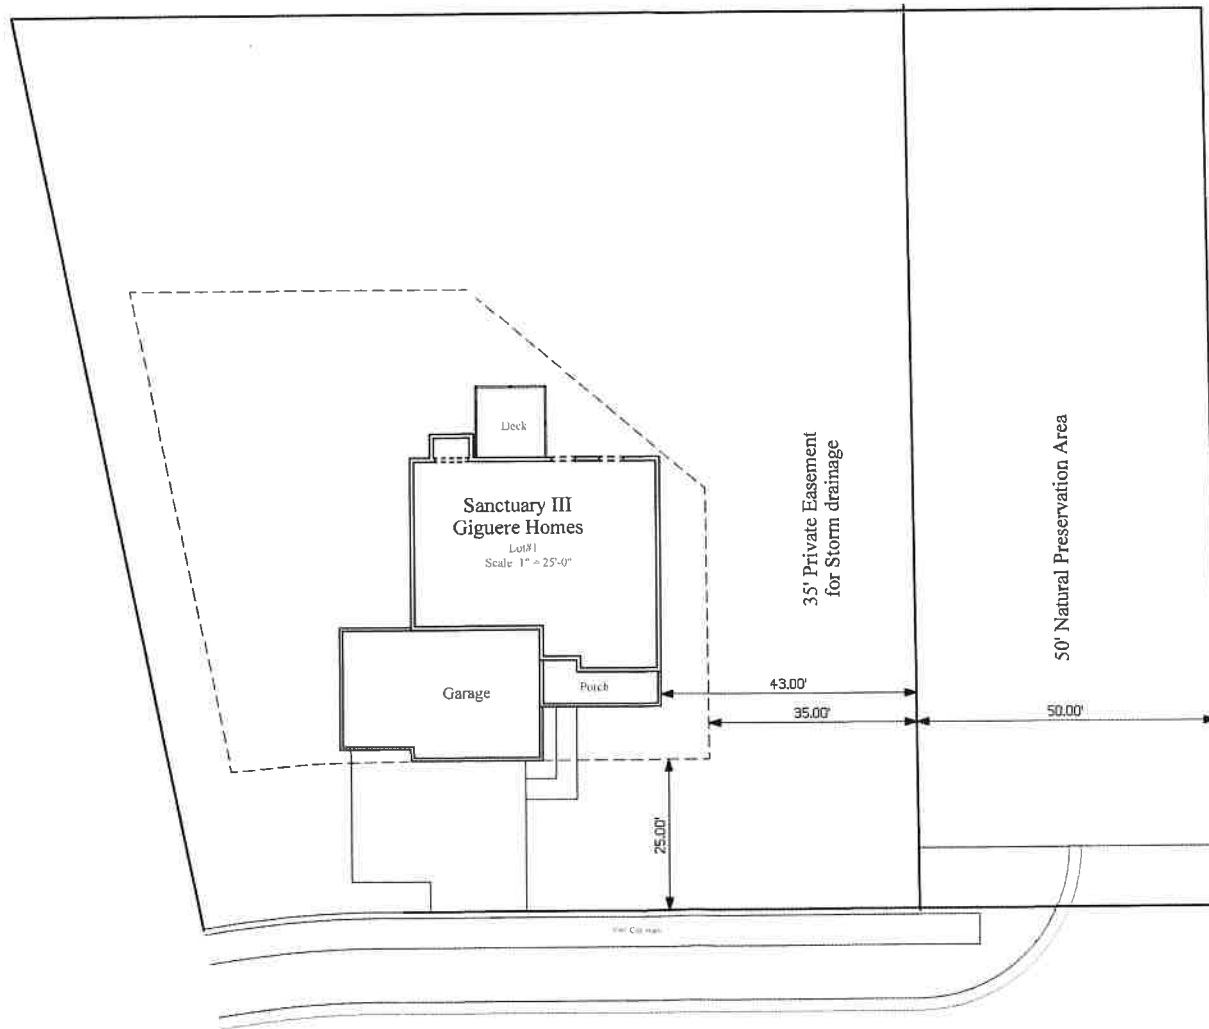 Deck
Sanctuary III
Giguere Homes
Lot#1
Scale 1" = 25'-0"
35' Private Easement
for Storm drainage
50' Natural Preservation Area
Garage
Porch
43.00'
35.00'
50.00'
25.00'